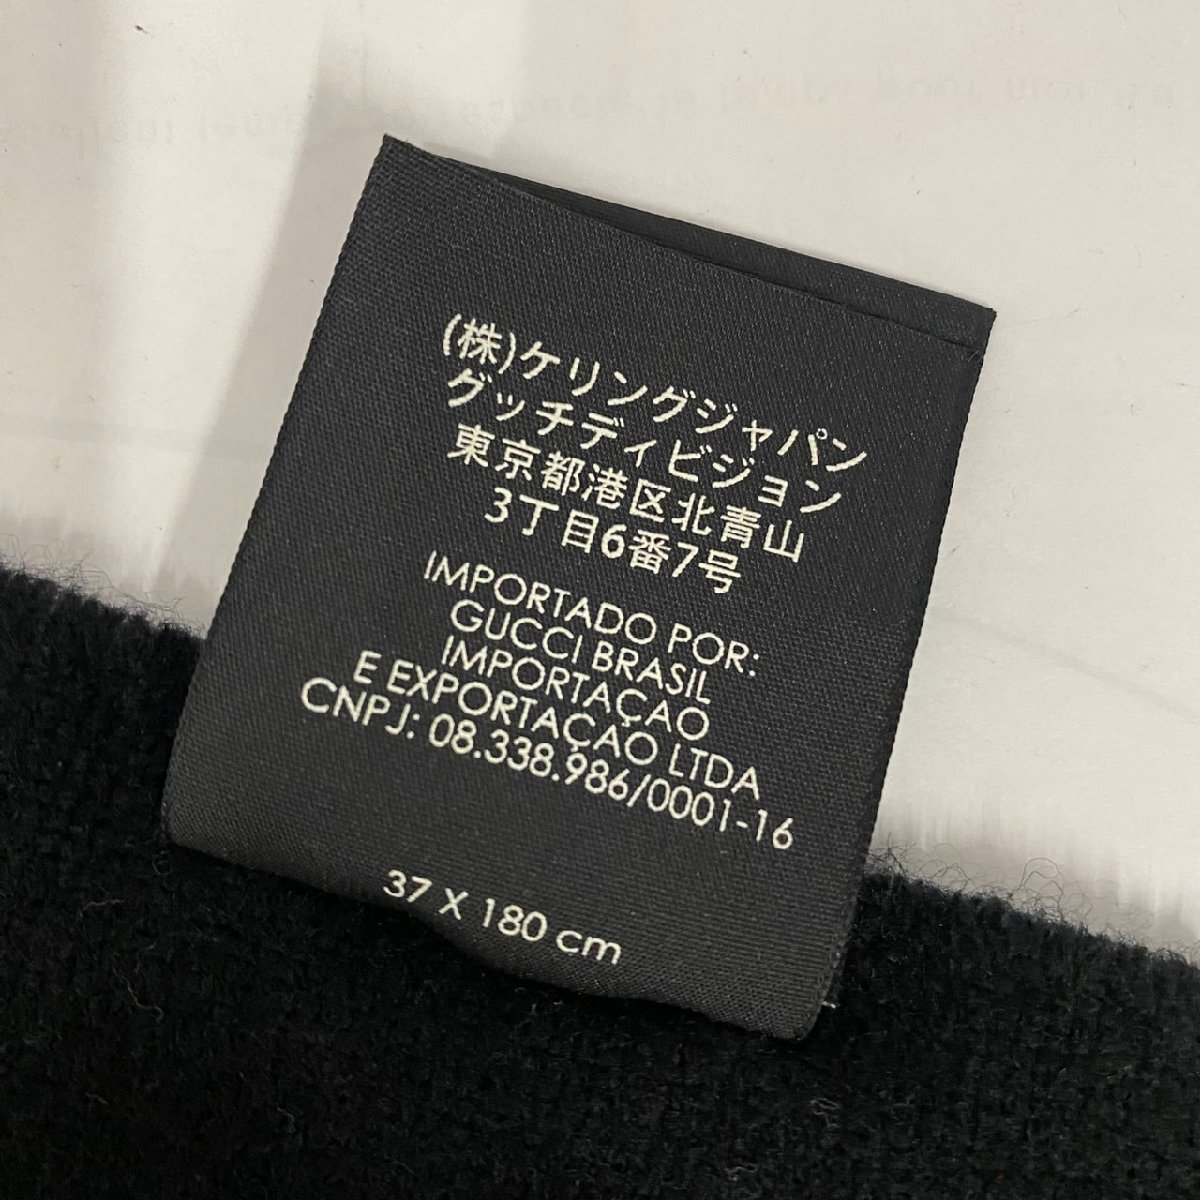 (株)ケリングジャパン
グッチディビジョン
東京都港区北青山
3丁目6番7号
IMPORTADO POR:
GUCCI BRASIL
IMPORTAÇAO
E EXPORTAÇAO LTDA
CNPJ: 08.338.986/0001-16
37 X 180 cm